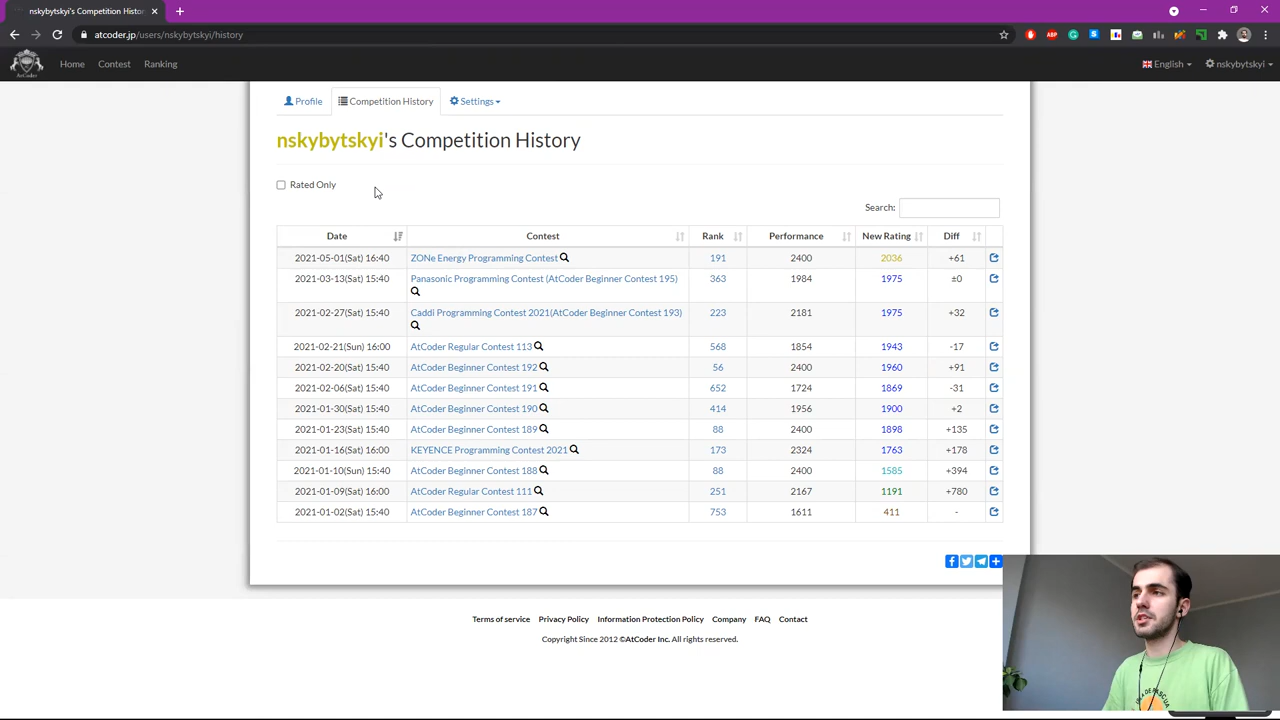 nskybytskyi's Competition Histo
atcoder.jp/users/nskybytskyi/history
AtCoder
Home
Contest
Ranking
English
nskybytskyi
Profile
Competition History
Settings
nskybytskyi's Competition History
Rated Only
Search:
Date Contest Rank Performance New Rating Diff
2021-05-01(Sat) 16:40 ZONe Energy Programming Contest 191 2400 2036 +61
2021-03-13(Sat) 15:40 Panasonic Programming Contest (AtCoder Beginner Contest 195) 363 1984 1975 ±0
2021-02-27(Sat) 15:40 Caddi Programming Contest 2021(AtCoder Beginner Contest 193) 223 2181 1975 +32
2021-02-21(Sun) 16:00 AtCoder Regular Contest 113 568 1854 1943 -17
2021-02-20(Sat) 15:40 AtCoder Beginner Contest 192 56 2400 1960 +91
2021-02-06(Sat) 15:40 AtCoder Beginner Contest 191 652 1724 1869 -31
2021-01-30(Sat) 15:40 AtCoder Beginner Contest 190 414 1956 1900 +2
2021-01-23(Sat) 15:40 AtCoder Beginner Contest 189 88 2400 1898 +135
2021-01-16(Sat) 16:00 KEYENCE Programming Contest 2021 173 2324 1763 +178
2021-01-10(Sun) 15:40 AtCoder Beginner Contest 188 88 2400 1585 +394
2021-01-09(Sat) 16:00 AtCoder Regular Contest 111 251 2167 1191 +780
2021-01-02(Sat) 15:40 AtCoder Beginner Contest 187 753 1611 411 -
Terms of service Privacy Policy Information Protection Policy Company FAQ Contact
Copyright Since 2012 ©AtCoder Inc. All rights reserved.